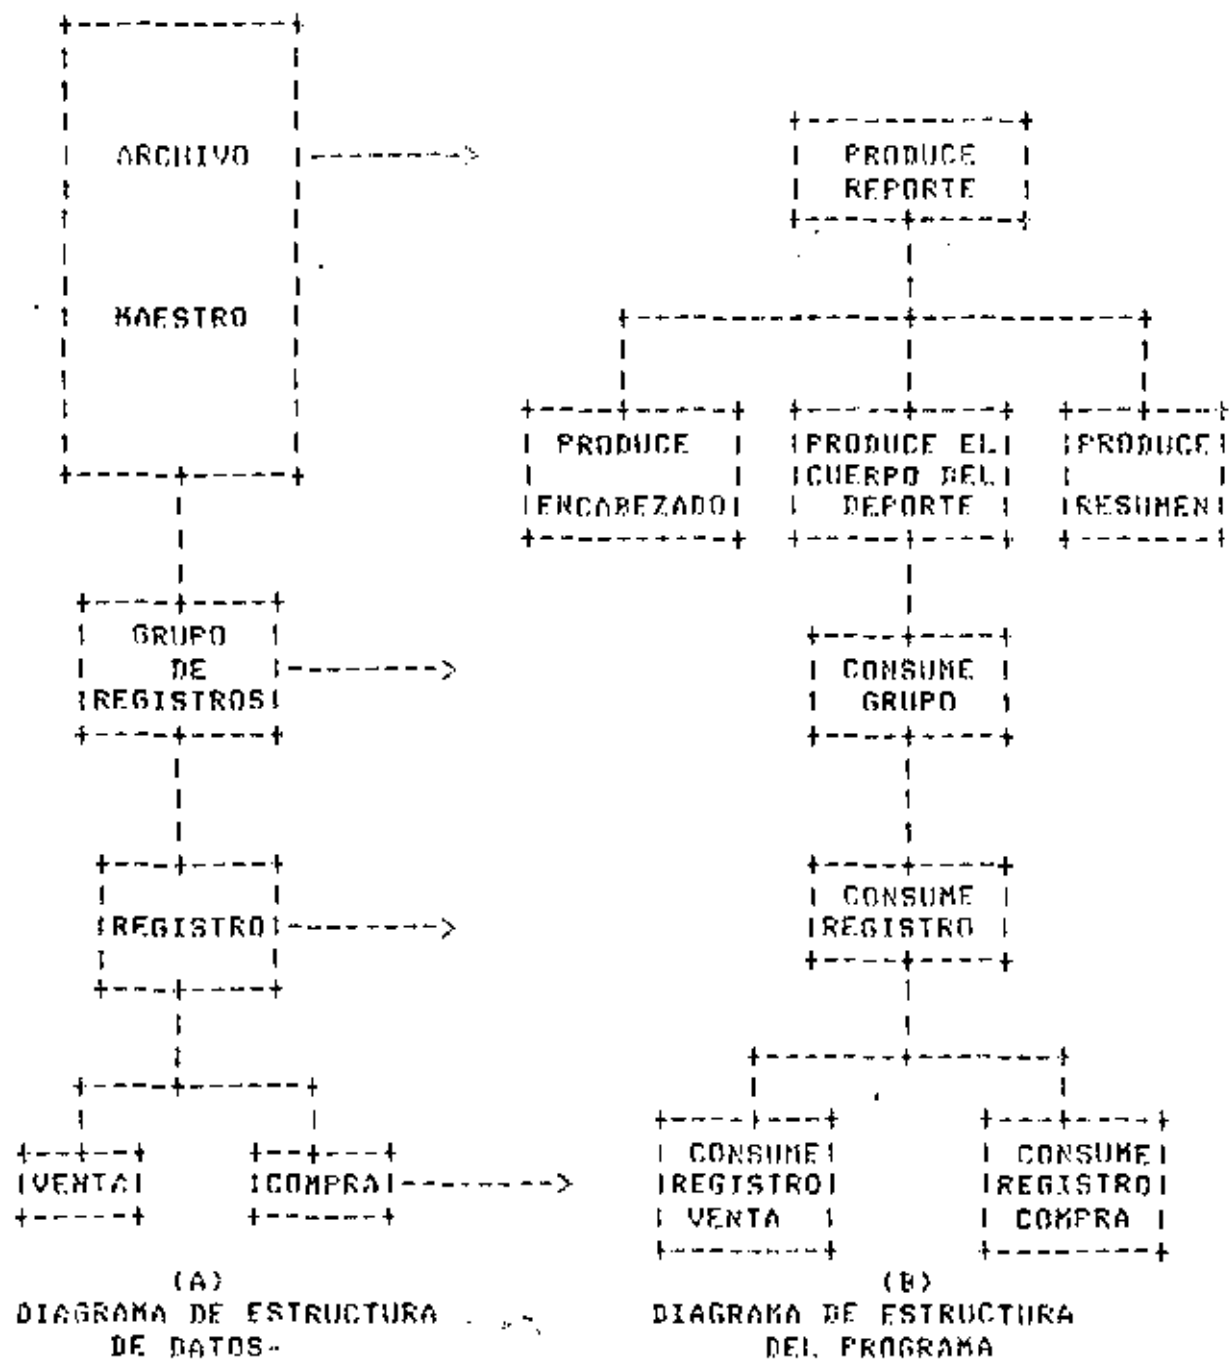 ARCHIVO
MAESTRO
GRUPO
DE
REGISTROS
REGISTRO
VENTA
COMPRA
(A)
DIAGRAMA DE ESTRUCTURA
DE DATOS-
PRODUCE
REPORTE
PRODUCE
ENCABEZADO
PRODUCE EL
CUERPO DEL
DEPORTE
PRODUCE
RESUMEN
CONSUME
GRUPO
CONSUME
REGISTRO
CONSUME
REGISTRO
VENTA
CONSUME
REGISTRO
COMPRA
(B)
DIAGRAMA DE ESTRUCTURA
DEL PROGRAMA